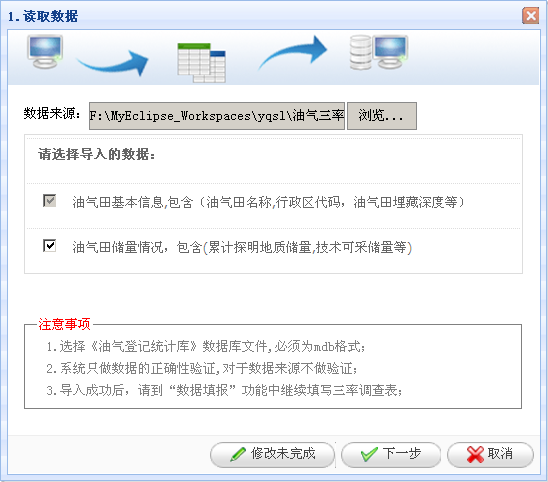 1.读取数据
数据来源: F:\MyEclipse_Workspaces\yqsl\油气三率 浏览...
请选择导入的数据:
油气田基本信息,包含（油气田名称,行政区代码，油气田埋藏深度等）
油气田储量情况，包含(累计探明地质储量,技术可采储量等)
注意事项
1.选择《油气登记统计库》数据库文件,必须为mdb格式;
2.系统只做数据的正确性验证,对于数据来源不做验证;
3.导入成功后，请到“数据填报”功能中继续填写三率调查表;
修改未完成 下一步 取消